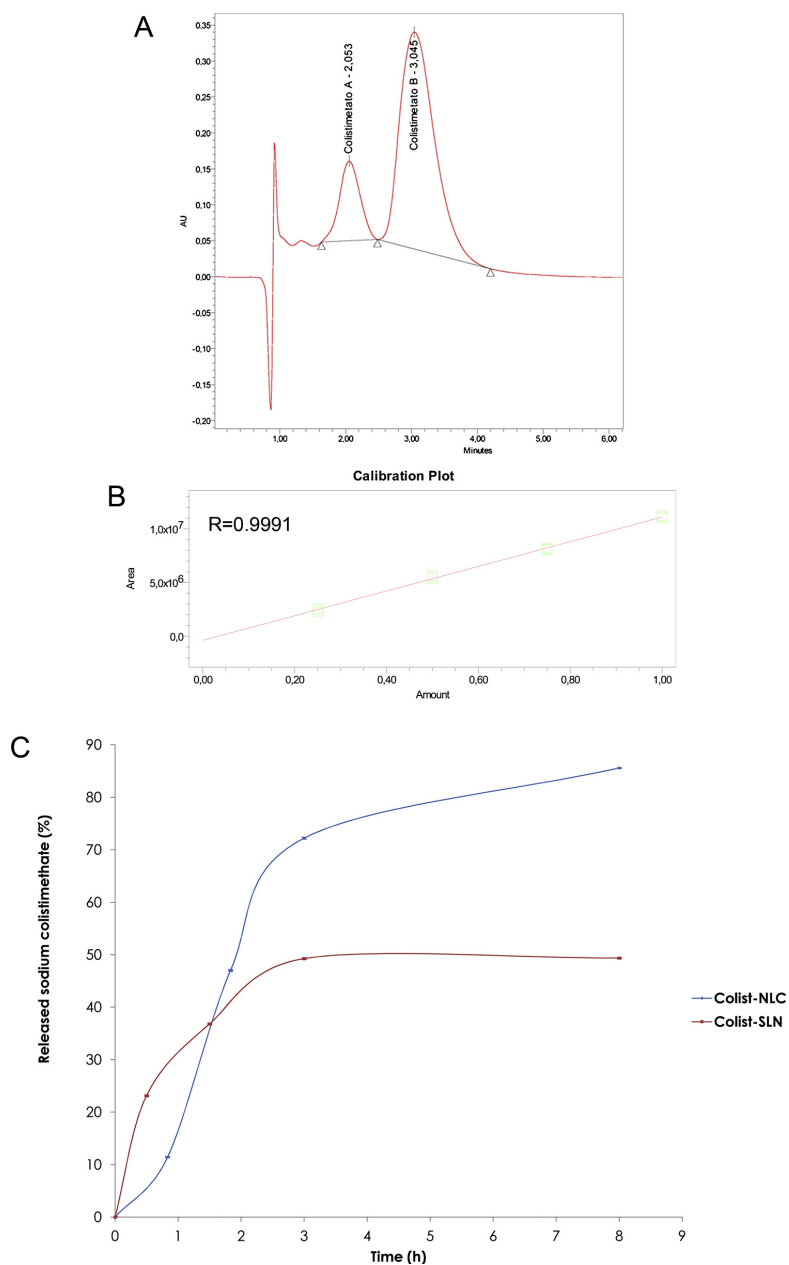 A
0,35
0,30
0,25
0,20
0,15
0,10
0,05
0,00
-0,05
-0,10
-0,15
-0,20
AU
Colistimetato A - 2,053
Colistimetato B - 3,045
1,00 2,00 3,00 4,00 5,00 6,00
Minutes
Calibration Plot
B
R=0.9991
1,0x10⁷
5,0x10⁶
0,0
Area
0,00 0,20 0,40 0,60 0,80 1,00
Amount
C
90
80
70
60
50
40
30
20
10
0
Released sodium colistimethate (%)
Colist-NLC
Colist-SLN
0 1 2 3 4 5 6 7 8 9
Time (h)